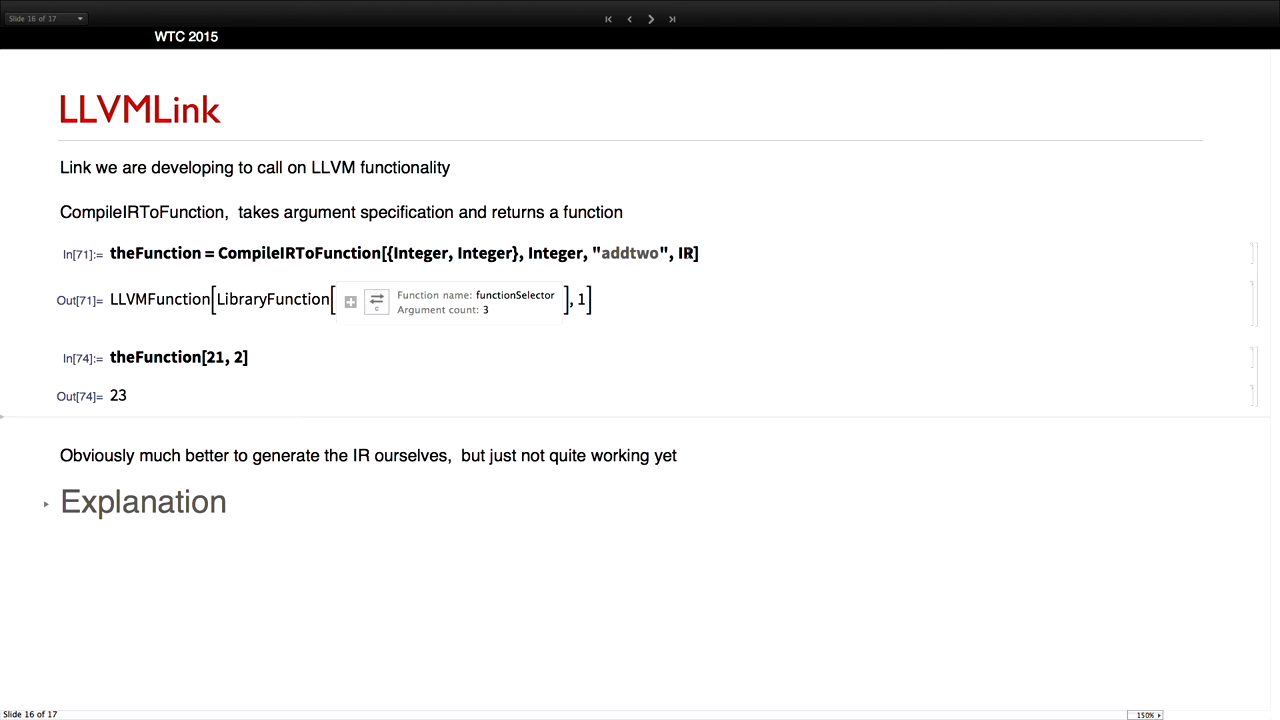 Slide 16 of 17
WTC 2015
LLVMLink
Link we are developing to call on LLVM functionality
CompileIRToFunction,  takes argument specification and returns a function
In[71]:= theFunction = CompileIRToFunction[{Integer, Integer}, Integer, "addtwo", IR]
Out[71]= LLVMFunction[LibraryFunction[ Function name: functionSelector
Argument count: 3 ], 1]
In[74]:= theFunction[21, 2]
Out[74]= 23
Obviously much better to generate the IR ourselves,  but just not quite working yet
Explanation
Slide 16 of 17
150%